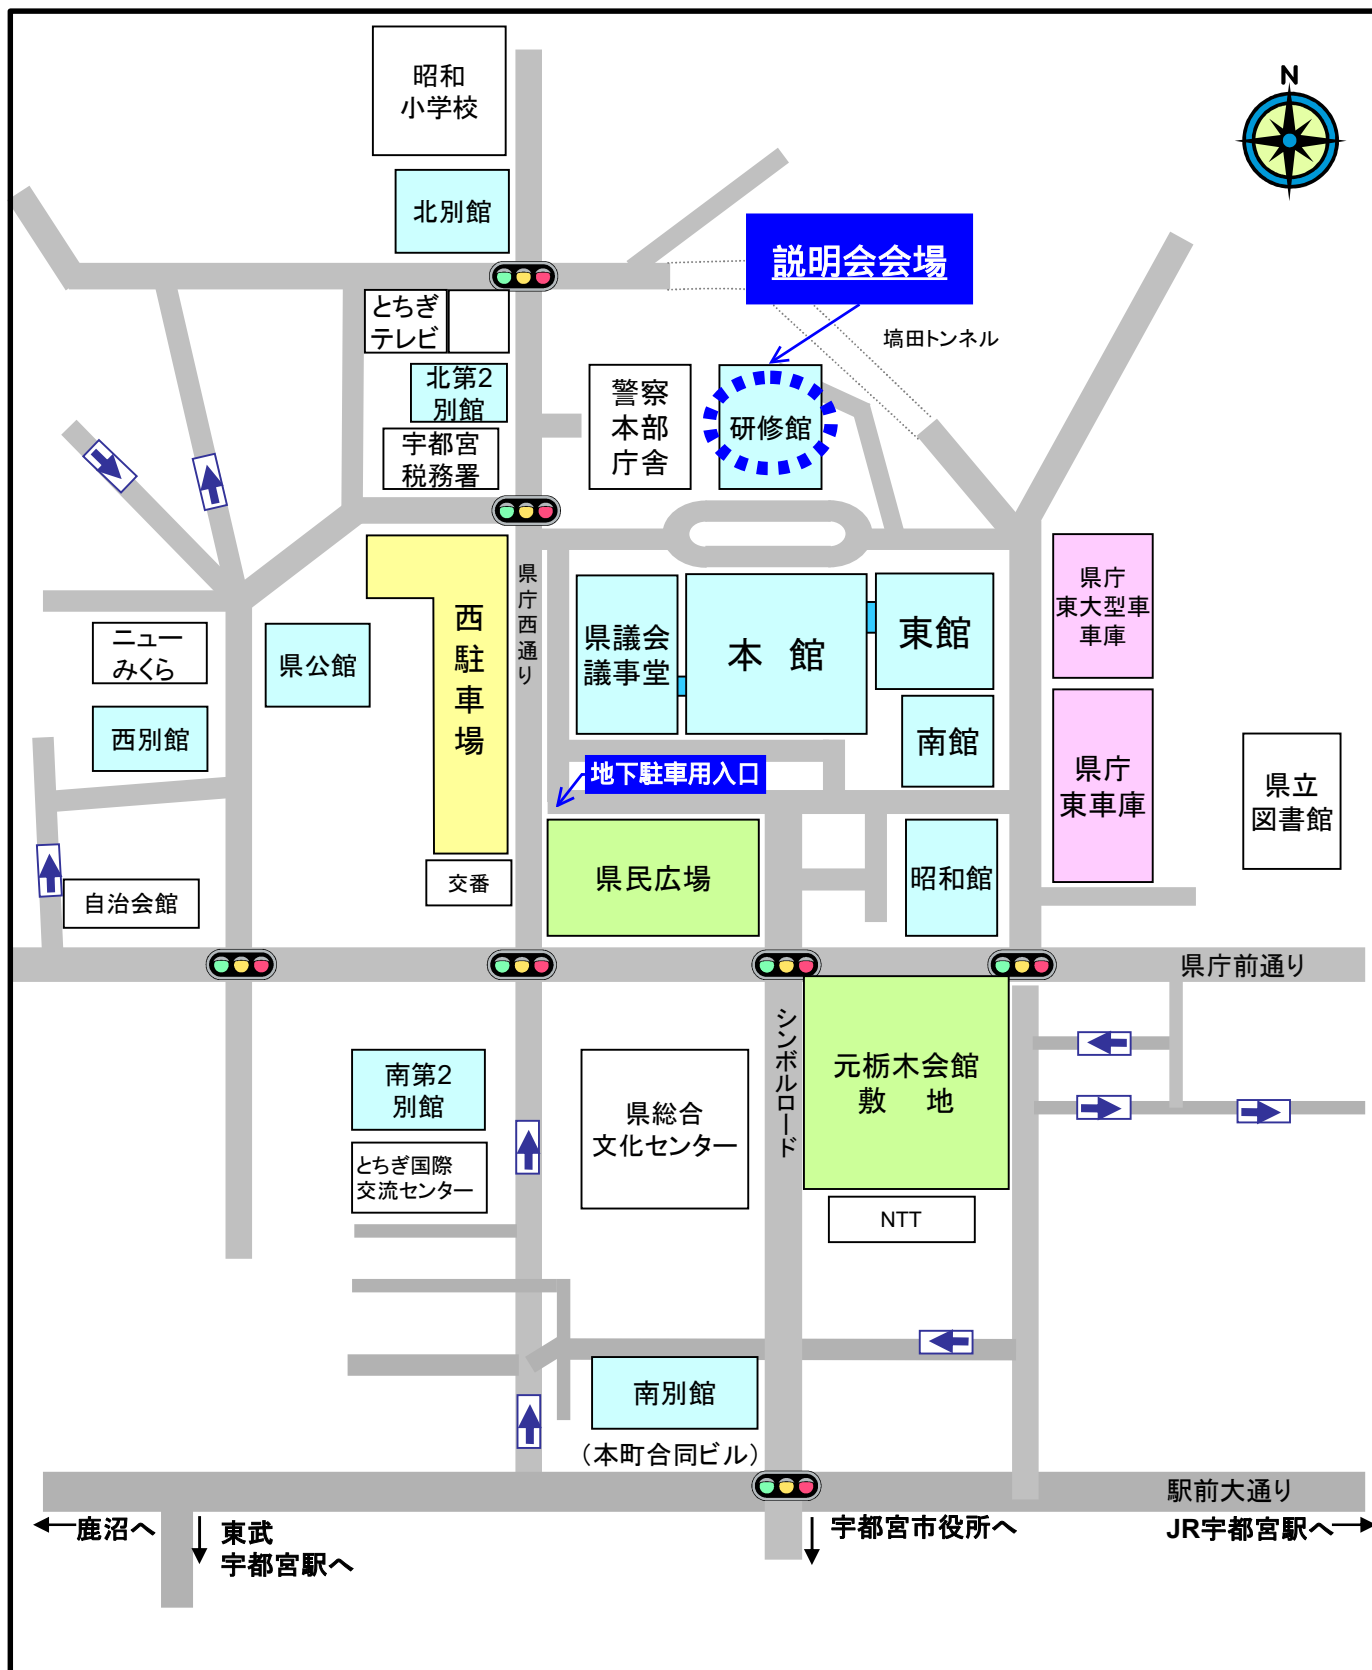 昭和
小学校
N
北別館
説明会会場
とちぎ
テレビ
塙田トンネル
北第2
別館
警察
本部
庁舎
研修館
宇都宮
税務署
県庁西通り
県庁
東大型車
車庫
西駐車場
県議会
議事堂
本 館
東館
ニュー
みくら
県公館
西別館
南館
地下駐車用入口
県庁
東車庫
県立
図書館
交番
県民広場
昭和館
自治会館
県庁前通り
シンボルロード
南第2
別館
県総合
文化センター
元栃木会館
敷 地
とちぎ国際
交流センター
NTT
南別館
(本町合同ビル)
駅前大通り
鹿沼へ
東武
宇都宮駅へ
宇都宮市役所へ
JR宇都宮駅へ